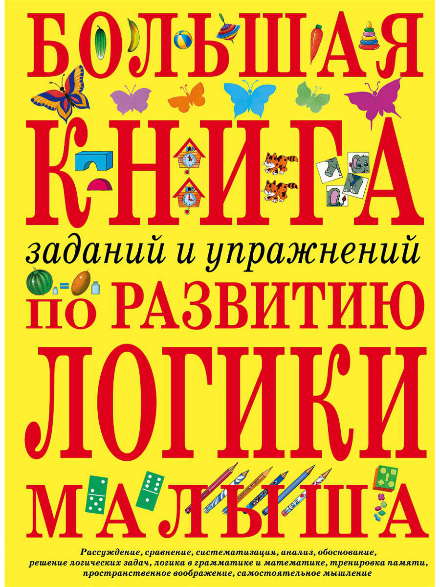 БОЛЬШАЯ
КНИГА
заданий и упражнений
ПО РАЗВИТИЮ
ЛОГИКИ
МАЛЫША
Рассуждение, сравнение, систематизация, анализ, обоснование,
решение логических задач, логика в грамматике и математике, тренировка памяти,
пространственное воображение, самостоятельное мышление